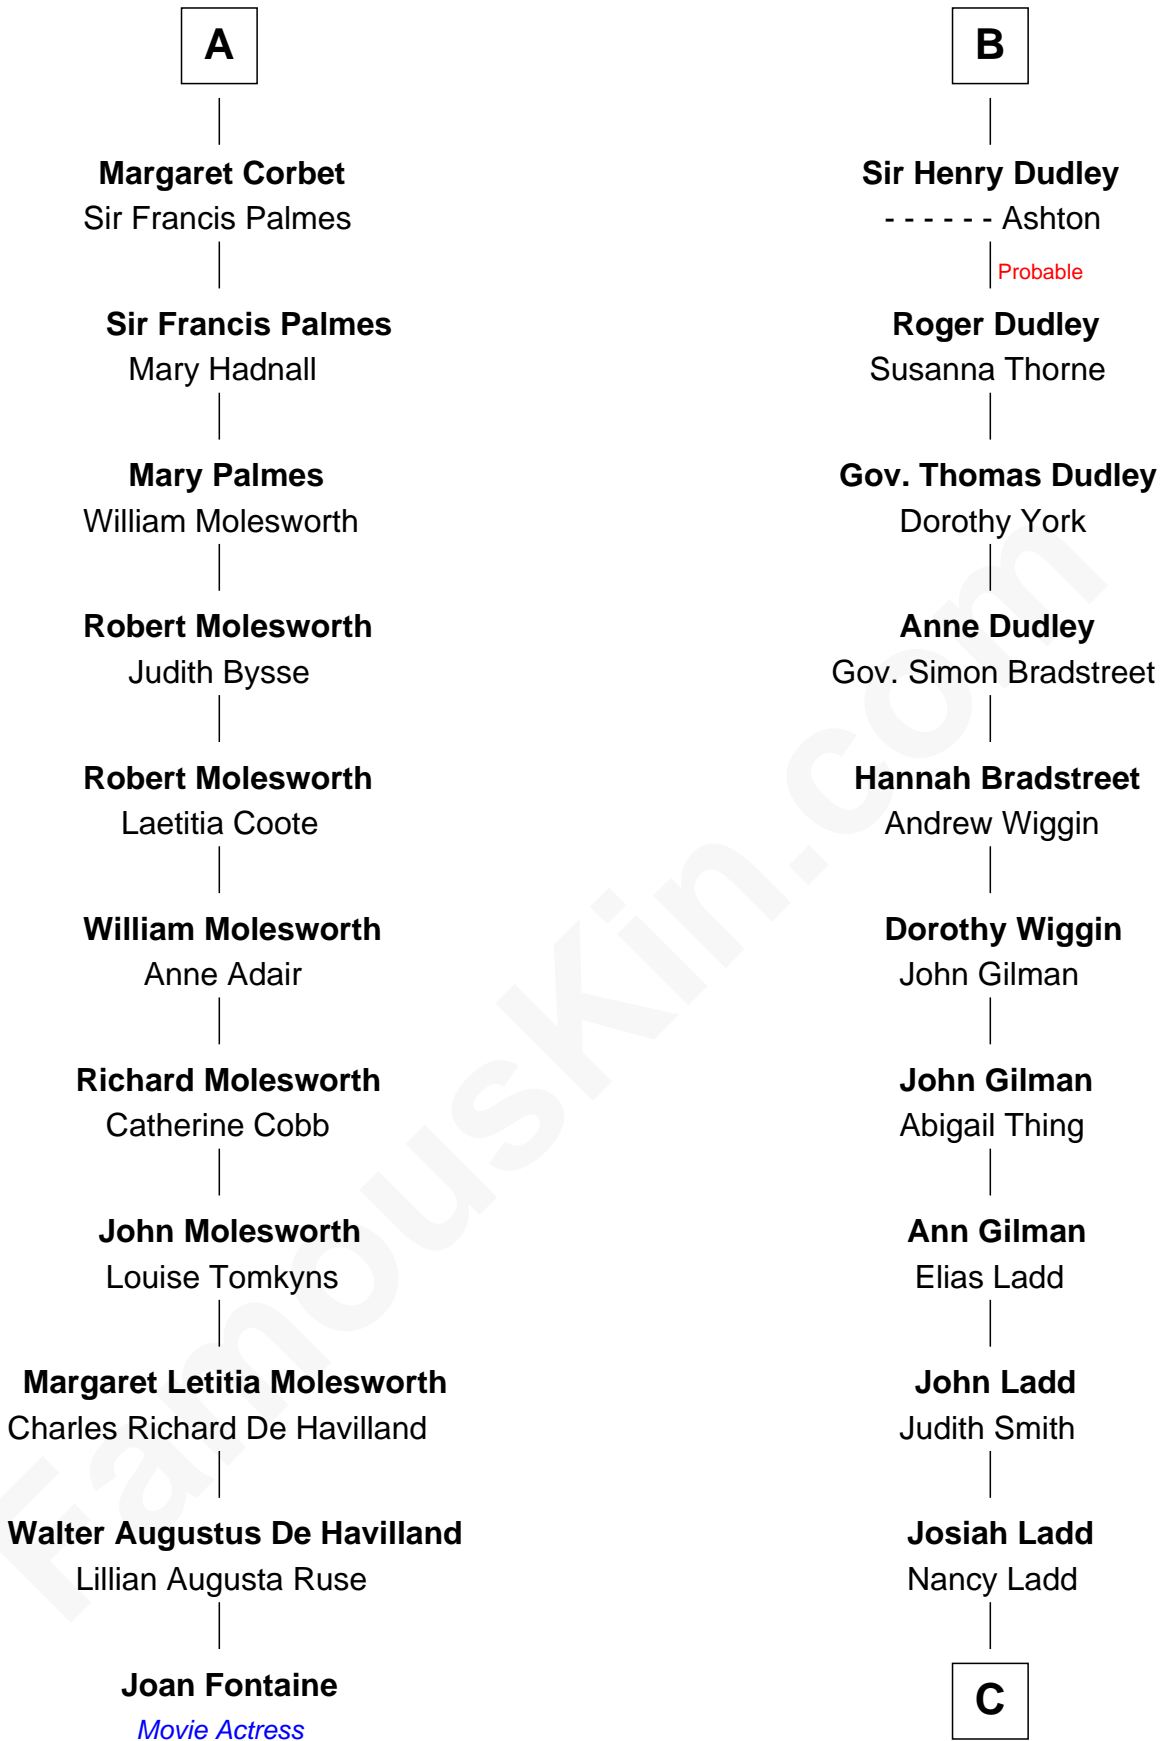 A
Margaret Corbet
Sir Francis Palmes
Sir Francis Palmes
Mary Hadnall
Mary Palmes
William Molesworth
Robert Molesworth
Judith Bysse
Robert Molesworth
Laetitia Coote
William Molesworth
Anne Adair
Richard Molesworth
Catherine Cobb
John Molesworth
Louise Tomkyns
Margaret Letitia Molesworth
Charles Richard De Havilland
Walter Augustus De Havilland
Lillian Augusta Ruse
Joan Fontaine
Movie Actress
B
Sir Henry Dudley
- - - - - - Ashton
Probable
Roger Dudley
Susanna Thorne
Gov. Thomas Dudley
Dorothy York
Anne Dudley
Gov. Simon Bradstreet
Hannah Bradstreet
Andrew Wiggin
Dorothy Wiggin
John Gilman
John Gilman
Abigail Thing
Ann Gilman
Elias Ladd
John Ladd
Judith Smith
Josiah Ladd
Nancy Ladd
C
FamousKin.com